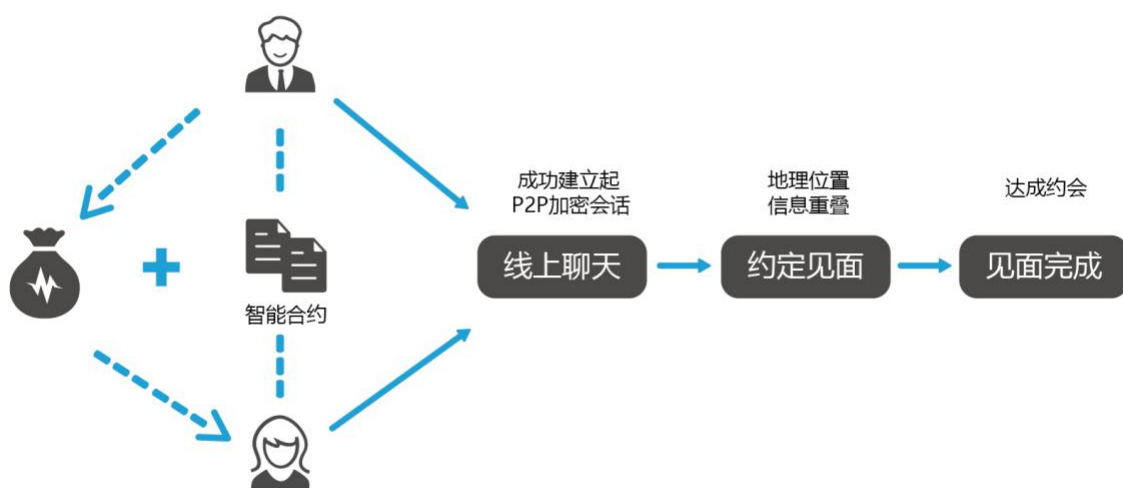 成功建立起
P2P加密会话
地理位置
信息重叠
达成约会
线上聊天
约定见面
见面完成
智能合约